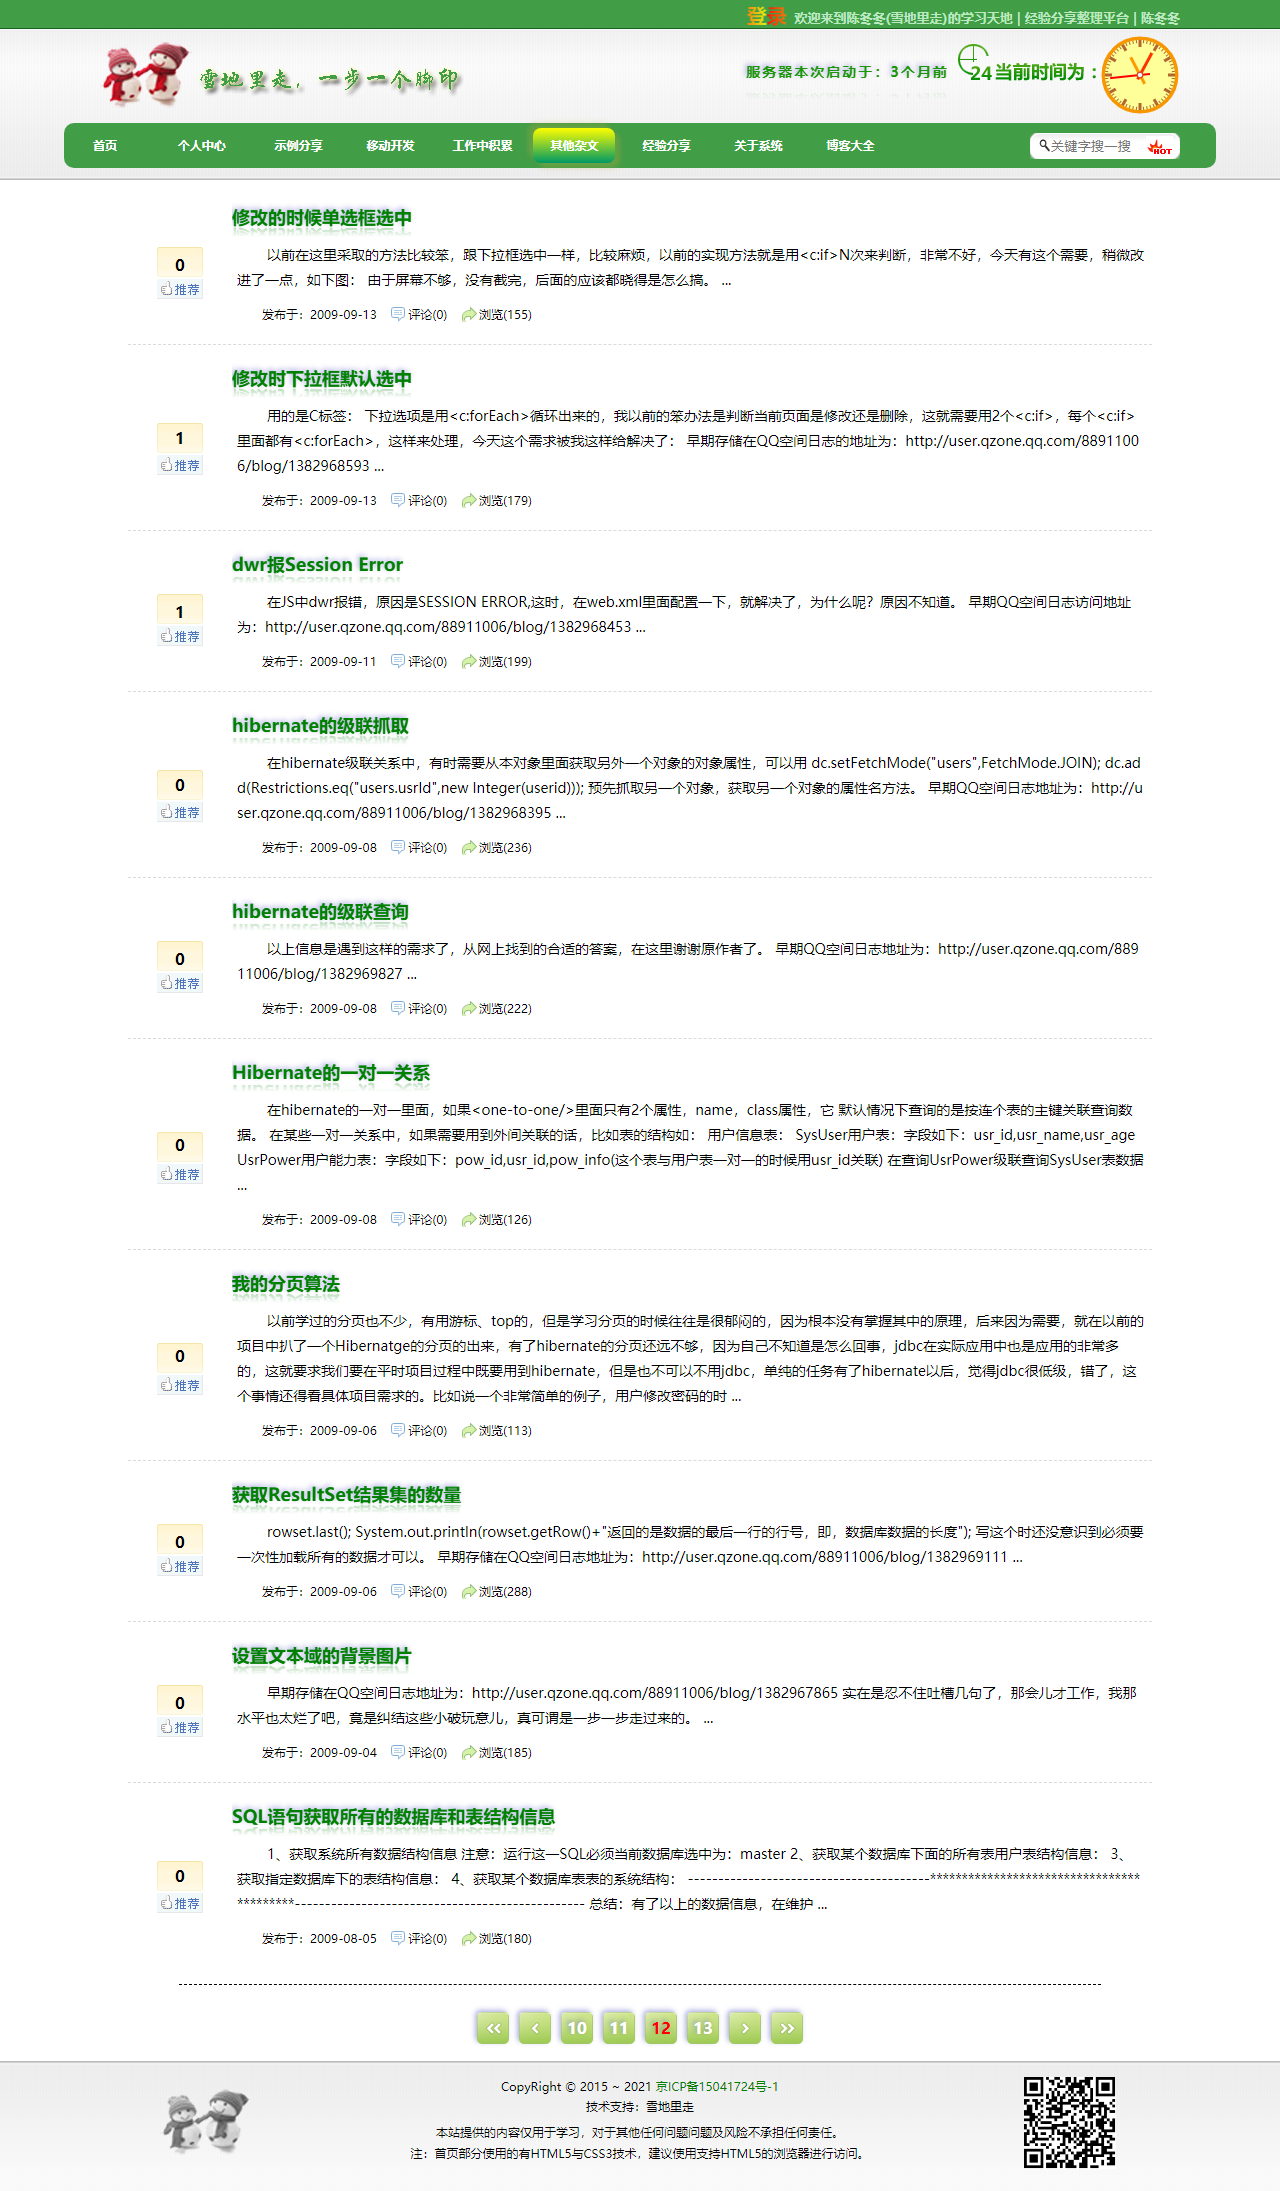 登录 欢迎来到陈冬冬(雪地里走)的学习天地 | 经验分享整理平台 | 陈冬冬
雪地里走，一步一个脚印
服务器本次启动于：3个月前
24 当前时间为：
首页 个人中心 示例分享 移动开发 工作中积累 其他杂文 经验分享 关于系统 博客大全 关键字搜一搜 HOT
修改的时候单选框选中
以前在这里采取的方法比较笨，跟下拉框选中一样，比较麻烦，以前的实现方法就是用<c:if>N次来判断，非常不好，今天有这个需要，稍微改
进了一点，如下图： 由于屏幕不够，没有截完，后面的应该都晓得是怎么搞。 ...
0
推荐
发布于：2009-09-13 评论(0) 浏览(155)
修改时下拉框默认选中
用的是C标签： 下拉选项是用<c:forEach>循环出来的，我以前的笨办法是判断当前页面是修改还是删除，这就需要用2个<c:if>，每个<c:if>
里面都有<c:forEach>，这样来处理，今天这个需求被我这样给解决了： 早期存储在QQ空间日志的地址为：http://user.qzone.qq.com/8891100
6/blog/1382968593 ...
1
推荐
发布于：2009-09-13 评论(0) 浏览(179)
dwr报Session Error
在JS中dwr报错，原因是SESSION ERROR,这时，在web.xml里面配置一下，就解决了，为什么呢？原因不知道。 早期QQ空间日志访问地址
为：http://user.qzone.qq.com/88911006/blog/1382968453 ...
1
推荐
发布于：2009-09-11 评论(0) 浏览(199)
hibernate的级联抓取
在hibernate级联关系中，有时需要从本对象里面获取另外一个对象的对象属性，可以用 dc.setFetchMode("users",FetchMode.JOIN); dc.ad
d(Restrictions.eq("users.usrId",new Integer(userid))); 预先抓取另一个对象，获取另一个对象的属性名方法。 早期QQ空间日志地址为：http://u
ser.qzone.qq.com/88911006/blog/1382968395 ...
0
推荐
发布于：2009-09-08 评论(0) 浏览(236)
hibernate的级联查询
以上信息是遇到这样的需求了，从网上找到的合适的答案，在这里谢谢原作者了。 早期QQ空间日志地址为：http://user.qzone.qq.com/889
11006/blog/1382969827 ...
0
推荐
发布于：2009-09-08 评论(0) 浏览(222)
Hibernate的一对一关系
在hibernate的一对一里面，如果<one-to-one/>里面只有2个属性，name，class属性，它 默认情况下查询的是按连个表的主键关联查询数
据。 在某些一对一关系中，如果需要用到外间关联的话，比如表的结构如： 用户信息表： SysUser用户表：字段如下：usr_id,usr_name,usr_age
UsrPower用户能力表：字段如下：pow_id,usr_id,pow_info(这个表与用户表一对一的时候用usr_id关联) 在查询UsrPower级联查询SysUser表数据
...
0
推荐
发布于：2009-09-08 评论(0) 浏览(126)
我的分页算法
以前学过的分页也不少，有用游标、top的，但是学习分页的时候往往是很郁闷的，因为根本没有掌握其中的原理，后来因为需要，就在以前的
项目中扒了一个Hibernatge的分页的出来，有了hibernate的分页还远不够，因为自己不知道是怎么回事，jdbc在实际应用中也是应用的非常多
的，这就要求我们要在平时项目过程中既要用到hibernate，但是也不可以不用jdbc，单纯的任务有了hibernate以后，觉得jdbc很低级，错了，这
个事情还得看具体项目需求的。比如说一个非常简单的例子，用户修改密码的时 ...
0
推荐
发布于：2009-09-06 评论(0) 浏览(113)
获取ResultSet结果集的数量
rowset.last(); System.out.println(rowset.getRow()+"返回的是数据的最后一行的行号，即，数据库数据的长度"); 写这个时还没意识到必须要
一次性加载所有的数据才可以。 早期存储在QQ空间日志地址为：http://user.qzone.qq.com/88911006/blog/1382969111 ...
0
推荐
发布于：2009-09-06 评论(0) 浏览(288)
设置文本域的背景图片
早期存储在QQ空间日志地址为：http://user.qzone.qq.com/88911006/blog/1382967865 实在是忍不住吐槽几句了，那会儿才工作，我那
水平也太烂了吧，竟是纠结这些小破玩意儿，真可谓是一步一步走过来的。 ...
0
推荐
发布于：2009-09-04 评论(0) 浏览(185)
SQL语句获取所有的数据库和表结构信息
1、获取系统所有数据结构信息 注意：运行这一SQL必须当前数据库选中为：master 2、获取某个数据库下面的所有表用户表结构信息： 3、
获取指定数据库下的表结构信息： 4、获取某个数据库表表的系统结构： ----------------------------------------***********************************
**********------------------------------------------------ 总结：有了以上的数据信息，在维护 ...
0
推荐
发布于：2009-08-05 评论(0) 浏览(180)
<< < 10 11 12 13 > >>
CopyRight © 2015 ~ 2021 京ICP备15041724号-1
技术支持：雪地里走
本站提供的内容仅用于学习，对于其他任何问题问题及风险不承担任何责任。
注：首页部分使用的有HTML5与CSS3技术，建议使用支持HTML5的浏览器进行访问。